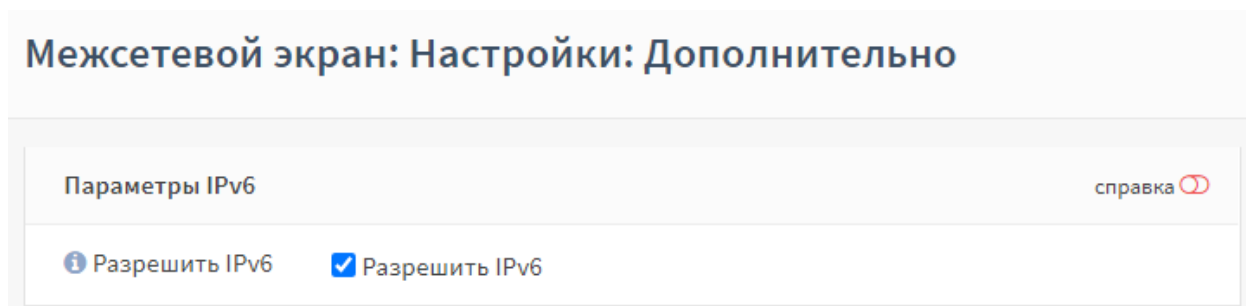 Межсетевой экран: Настройки: Дополнительно
Параметры IPv6 справка
Разрешить IPv6 Разрешить IPv6